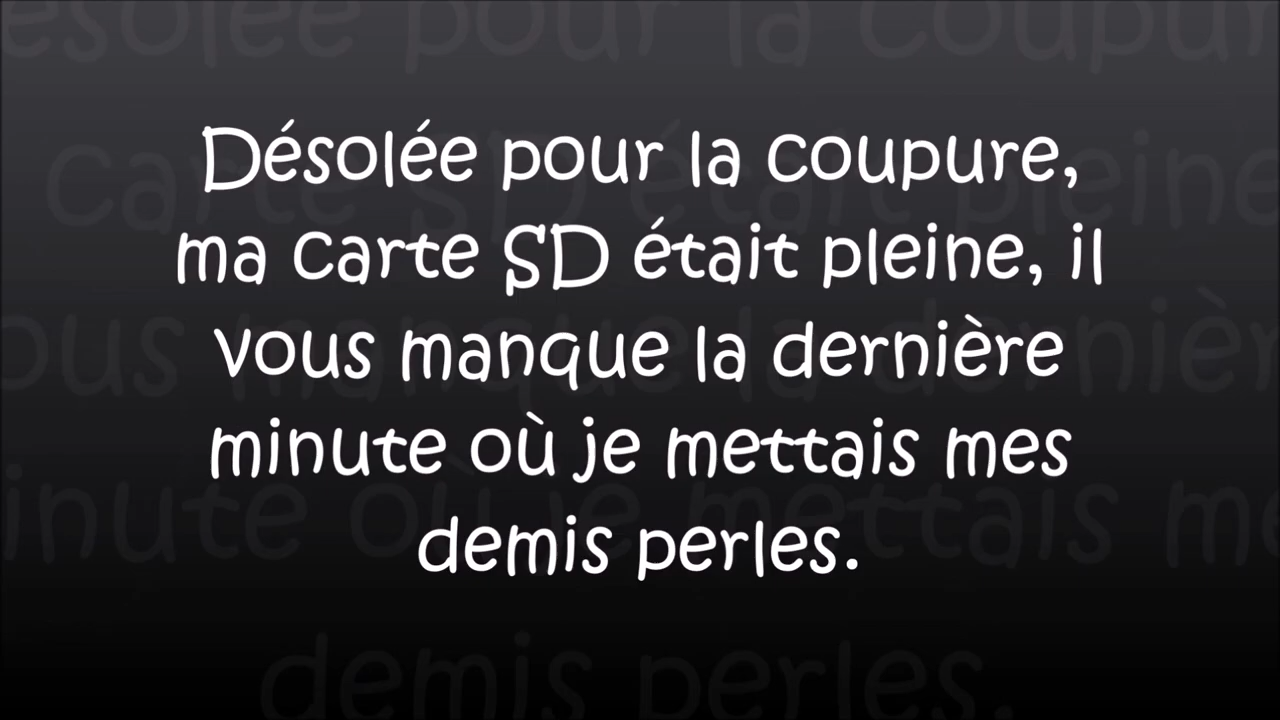 Désolée pour la coupure,
ma carte SD était pleine, il
vous manque la dernière
minute où je mettais mes
demis perles.